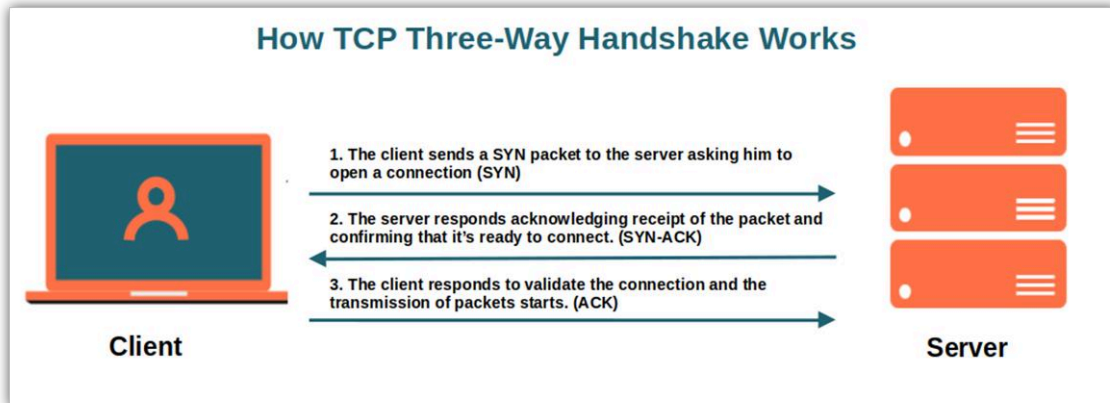 How TCP Three-Way Handshake Works
1. The client sends a SYN packet to the server asking him to
open a connection (SYN)
2. The server responds acknowledging receipt of the packet and
confirming that it's ready to connect. (SYN-ACK)
3. The client responds to validate the connection and the
transmission of packets starts. (ACK)
Client
Server